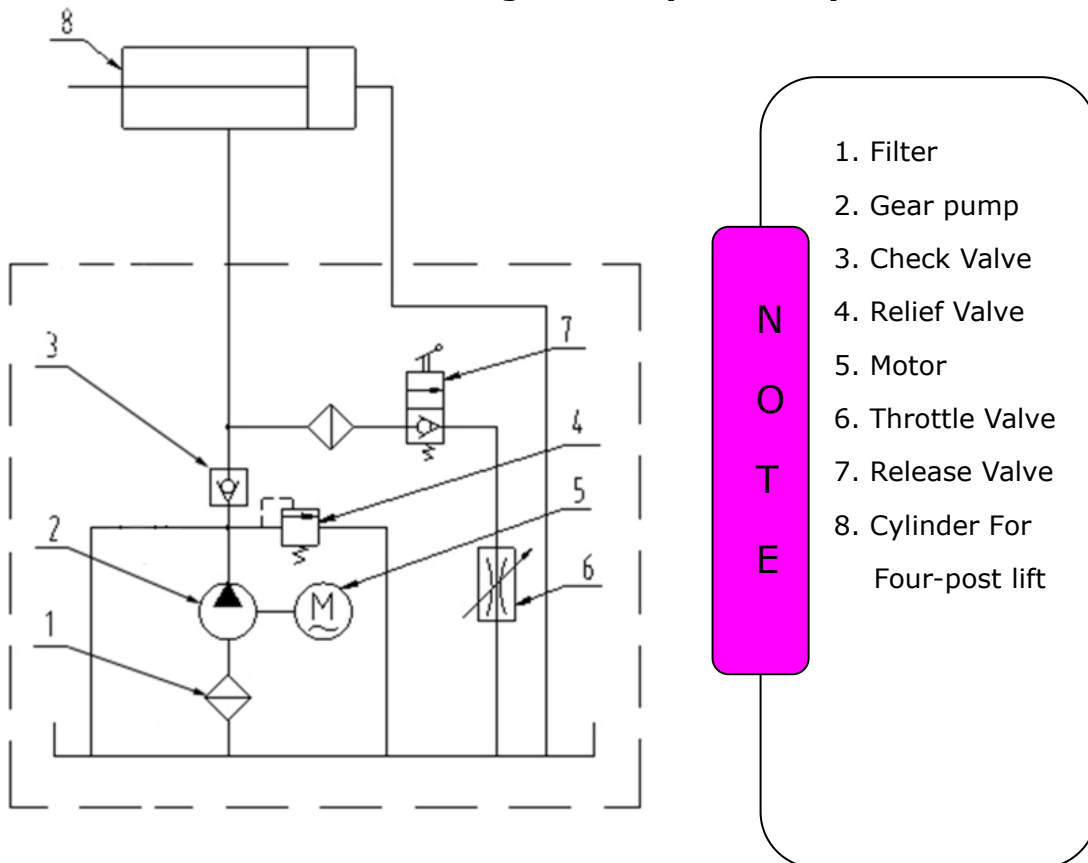 8
3
7
4
5
2
6
1
M
N
O
T
E
1. Filter
2. Gear pump
3. Check Valve
4. Relief Valve
5. Motor
6. Throttle Valve
7. Release Valve
8. Cylinder For
Four-post lift